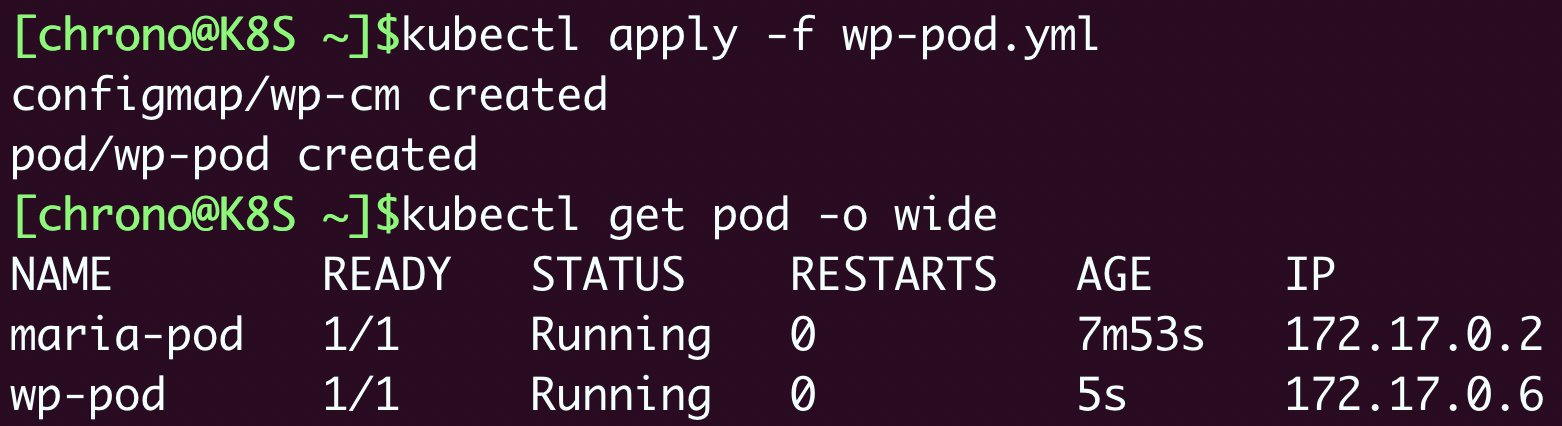 [chrono@K8S ~]$kubectl apply -f wp-pod.yml
configmap/wp-cm created
pod/wp-pod created
[chrono@K8S ~]$kubectl get pod -o wide
NAME        READY   STATUS    RESTARTS   AGE     IP
maria-pod   1/1     Running   0          7m53s   172.17.0.2
wp-pod      1/1     Running   0          5s      172.17.0.6